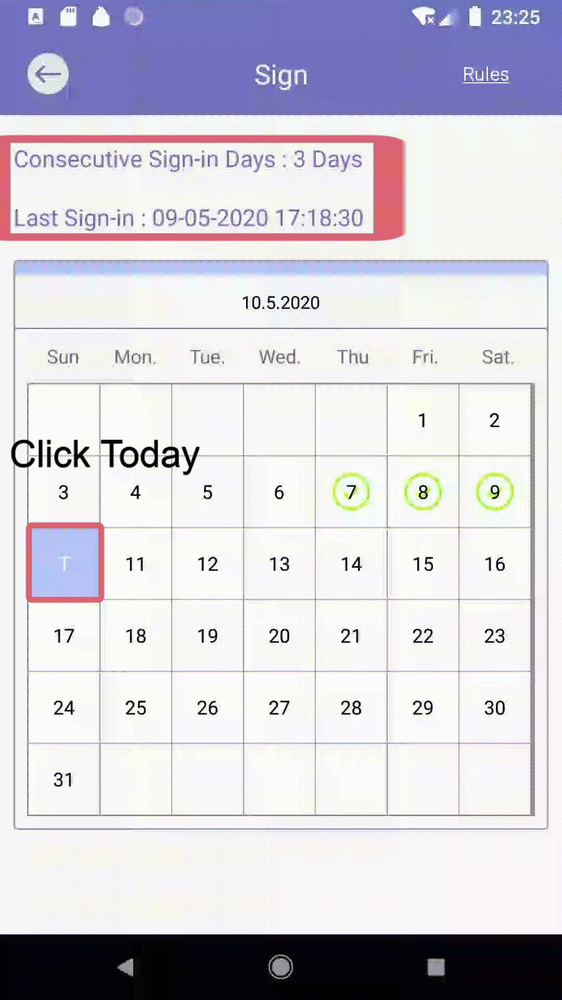 A 23:25
Sign Rules
Consecutive Sign-in Days : 3 Days
Last Sign-in : 09-05-2020 17:18:30
10.5.2020
Sun Mon. Tue. Wed. Thu Fri. Sat.
1 2
Click Today
3 4 5 6 7 8 9
T 11 12 13 14 15 16
17 18 19 20 21 22 23
24 25 26 27 28 29 30
31